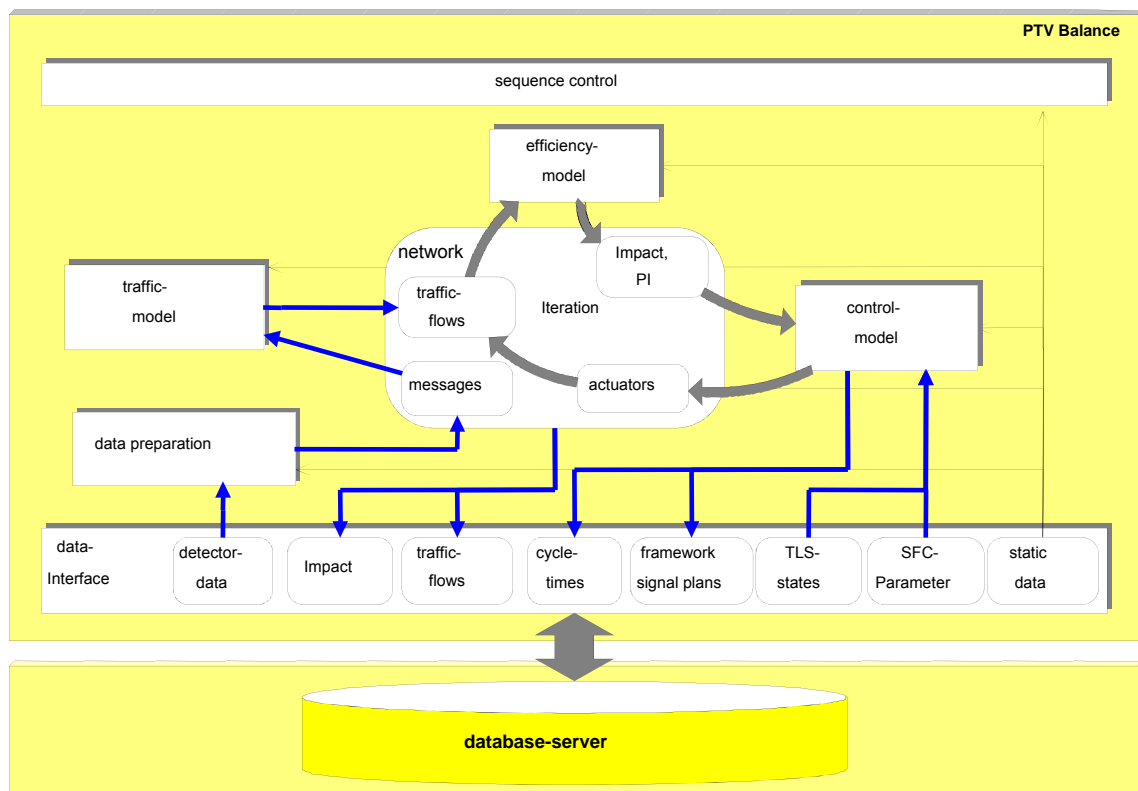 PTV Balance
sequence control
efficiency-
model
network
Impact,
PI
traffic-
model
traffic-
flows
Iteration
control-
model
messages
actuators
data preparation
data-
Interface
detector-
data
Impact
traffic-
flows
cycle-
times
framework
signal plans
TLS-
states
SFC-
Parameter
static
data
database-server